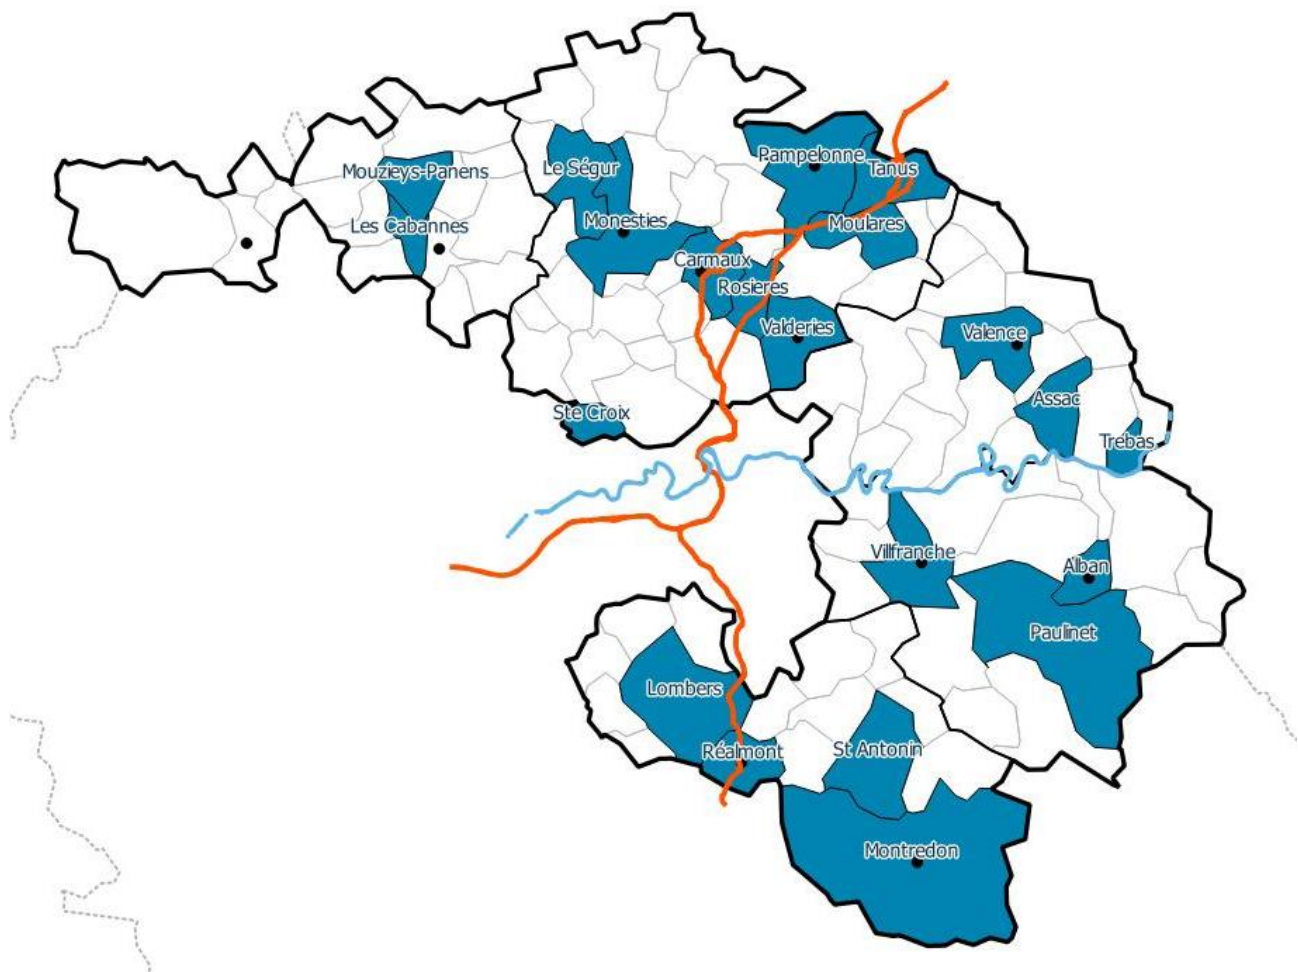 Pampelonne
Tanus
Mouzieys-Panens
Le Ségur
Les Cabannes
Monesties
Moulares
Carmaux
Rosieres
Valderies
Valence
Assac
Ste Croix
Trébas
Villfranche
Alban
Paulinet
Lombers
Réalmont
St Antonin
Montredon